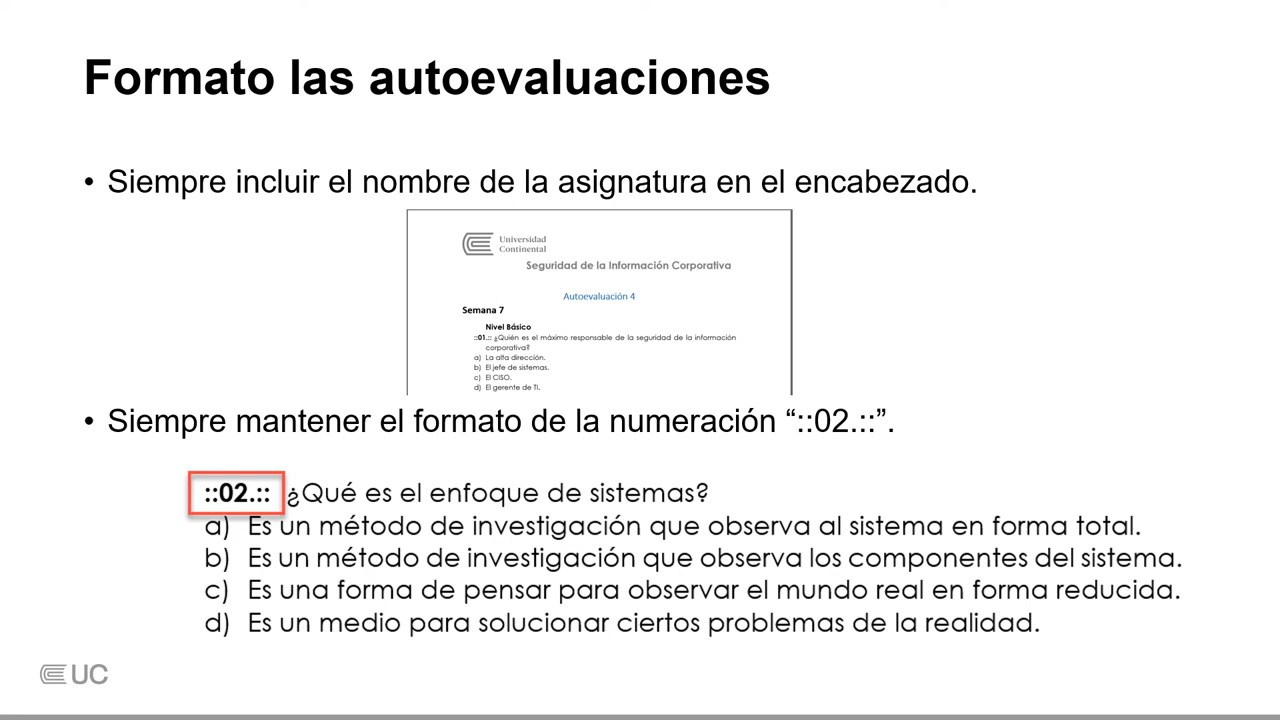 Formato las autoevaluaciones
• Siempre incluir el nombre de la asignatura en el encabezado.
Universidad
Continental
Seguridad de la Información Corporativa
Autoevaluación 4
Semana 7
Nivel Básico
::01.:: ¿Quién es el máximo responsable de la seguridad de la información
corporativa?
a) La alta dirección.
b) El jefe de sistemas.
c) El CISO.
d) El gerente de TI.
• Siempre mantener el formato de la numeración “::02.::”.
::02.:: ¿Qué es el enfoque de sistemas?
a) Es un método de investigación que observa al sistema en forma total.
b) Es un método de investigación que observa los componentes del sistema.
c) Es una forma de pensar para observar el mundo real en forma reducida.
d) Es un medio para solucionar ciertos problemas de la realidad.
UC